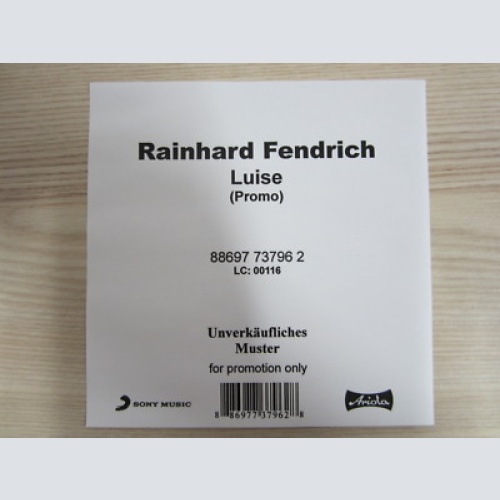 Rainhard Fendrich
Luise
(Promo)
88697 73796 2
LC: 00116
Unverkäufliches
Muster
for promotion only
SONY MUSIC
8 86977 37962 8
Ariola